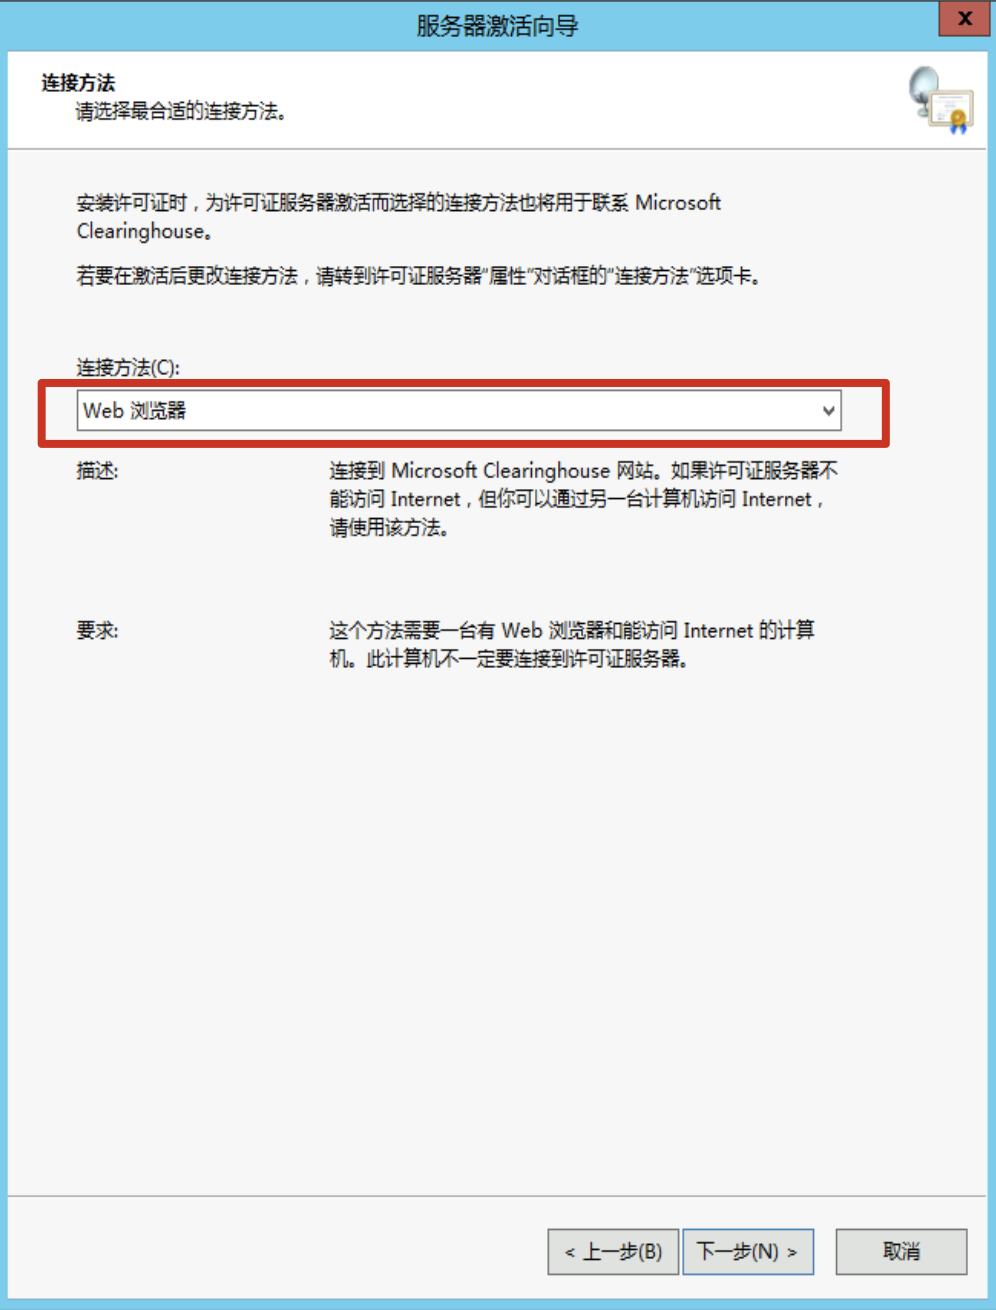 服务器激活向导
x
连接方法
请选择最合适的连接方法。
安装许可证时，为许可证服务器激活而选择的连接方法也将用于联系 Microsoft
Clearinghouse。
若要在激活后更改连接方法，请转到许可证服务器“属性”对话框的“连接方法”选项卡。
连接方法(C):
Web 浏览器
描述:
连接到 Microsoft Clearinghouse 网站。如果许可证服务器不
能访问 Internet，但你可以通过另一台计算机访问 Internet，
请使用该方法。
要求:
这个方法需要一台有 Web 浏览器和能访问 Internet 的计算
机。此计算机不一定要连接到许可证服务器。
< 上一步(B)
下一步(N) >
取消